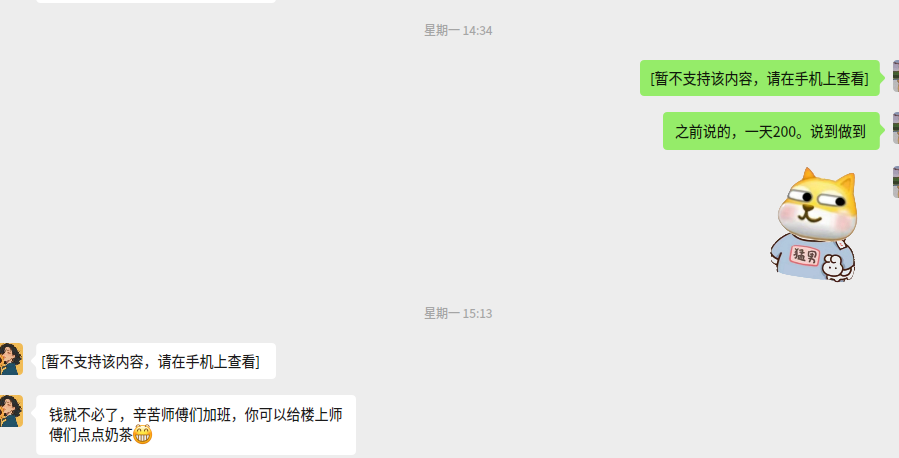 星期一 14:34
[暂不支持该内容，请在手机上查看]
之前说的，一天200。说到做到
猛男
星期一 15:13
[暂不支持该内容，请在手机上查看]
钱就不必了，辛苦师傅们加班，你可以给楼上师
傅们点点奶茶😁